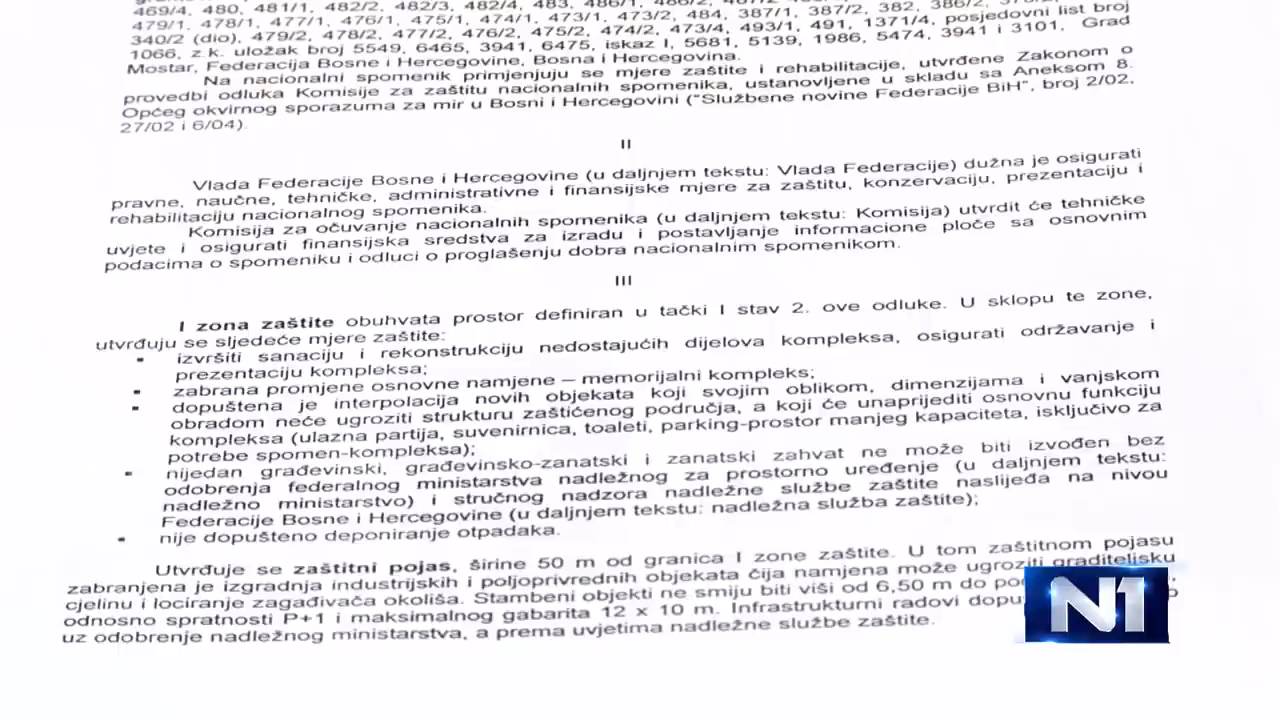 469/4, 480, 481/1, 482/2, 482/3, 482/4, 483,
479/1, 478/1, 477/1, 476/1, 475/1, 474/1, 473/1, 473/2, 484, 387/1, 387/2, 382,
340/2 (dio), 479/2, 478/2, 477/2, 476/2, 475/2, 474/2, 473/4, 493/1, 491, 1371/4, posjedovni list broj
1066, z.k. uložak broj 5549, 6465, 3941, 6475, iskaz I, 5681, 5139, 1986, 5474, 3941 i 3101, Grad
Mostar, Federacija Bosne i Hercegovine, Bosna i Hercegovina.
Na nacionalni spomenik primjenjuju se mjere zaštite i rehabilitacije, utvrđene Zakonom o
provedbi odluka Komisije za zaštitu nacionalnih spomenika, ustanovljene u skladu sa Aneksom 8.
Općeg okvirnog sporazuma za mir u Bosni i Hercegovini ("Službene novine Federacije BiH", broj 2/02,
27/02 i 6/04).
II
Vlada Federacije Bosne i Hercegovine (u daljnjem tekstu: Vlada Federacije) dužna je osigurati
pravne, naučne, tehničke, administrativne i finansijske mjere za zaštitu, konzervaciju, prezentaciju i
rehabilitaciju nacionalnog spomenika.
Komisija za očuvanje nacionalnih spomenika (u daljnjem tekstu: Komisija) utvrdit će tehničke
uvjete i osigurati finansijska sredstva za izradu i postavljanje informacione ploče sa osnovnim
podacima o spomeniku i odluci o proglašenju dobra nacionalnim spomenikom.
III
I zona zaštite obuhvata prostor definiran u tački I stav 2. ove odluke. U sklopu te zone,
utvrđuju se sljedeće mjere zaštite:
▪ izvršiti sanaciju i rekonstrukciju nedostajućih dijelova kompleksa, osigurati održavanje i
prezentaciju kompleksa;
▪ zabrana promjene osnovne namjene – memorijalni kompleks;
▪ dopuštena je interpolacija novih objekata koji svojim oblikom, dimenzijama i vanjskom
obradom neće ugroziti strukturu zaštićenog područja, a koji će unaprijediti osnovnu funkciju
kompleksa (ulazna partija, suvenirnica, toaleti, parking-prostor manjeg kapaciteta, isključivo za
potrebe spomen-kompleksa);
▪ nijedan građevinski, građevinsko-zanatski i zanatski zahvat ne može biti izvođen bez
odobrenja federalnog ministarstva nadležnog za prostorno uređenje (u daljnjem tekstu:
nadležno ministarstvo) i stručnog nadzora nadležne službe zaštite naslijeđa na nivou
Federacije Bosne i Hercegovine (u daljnjem tekstu: nadležna služba zaštite);
▪ nije dopušteno deponiranje otpadaka.
Utvrđuje se zaštitni pojas, širine 50 m od granica I zone zaštite. U tom zaštitnom pojasu
zabranjena je izgradnja industrijskih i poljoprivrednih objekata čija namjena može ugroziti graditeljsku
cjelinu i lociranje zagađivača okoliša. Stambeni objekti ne smiju biti viši od 6,50 m do
odnosno spratnosti P+1 i maksimalnog gabarita 12 x 10 m. Infrastrukturni radovi
uz odobrenje nadležnog ministarstva, a prema uvjetima nadležne službe zaštite.
N1